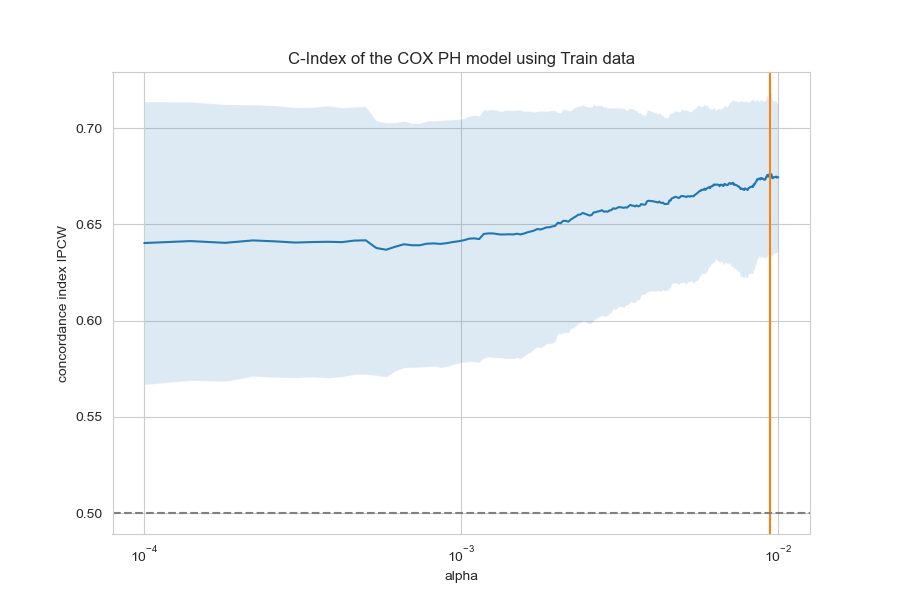 C-Index of the COX PH model using Train data
concordance index IPCW
0.70
0.65
0.60
0.55
0.50
10⁻⁴
10⁻³
10⁻²
alpha